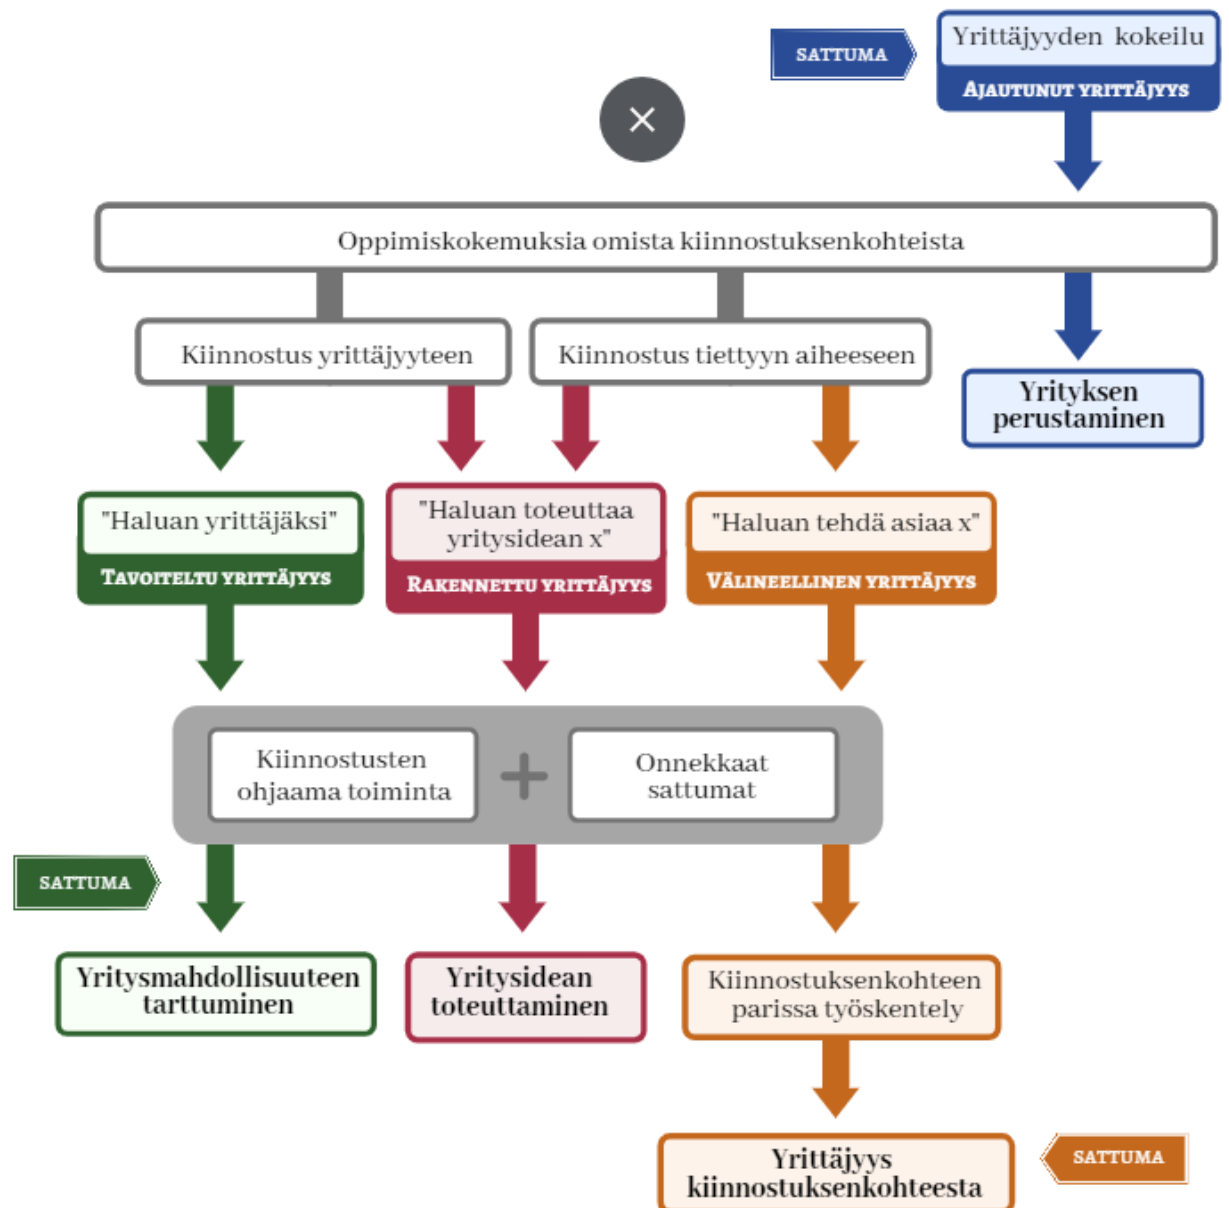 SATTUMA
Yrittäjyyden kokeilu
AJAUTUNUT YRITTÄJYYS
Oppimiskokemuksia omista kiinnostuksenkohteista
Kiinnostus yrittäjyyteen
Kiinnostus tiettyyn aiheeseen
Yrityksen
perustaminen
"Haluan yrittäjäksi"
TAVOITELTU YRITTÄJYYS
"Haluan toteuttaa
yritysidean x"
RAKENNETTU YRITTÄJYYS
"Haluan tehdä asiaa x"
VÄLINEELLINEN YRITTÄJYYS
Kiinnostusten
ohjaama toiminta
+
Onnekkaat
sattumat
SATTUMA
Yritysmahdollisuuteen
tarttuminen
Yritysidean
toteuttaminen
Kiinnostuksenkohteen
parissa työskentely
Yrittäjyys
kiinnostuksenkohteesta
SATTUMA